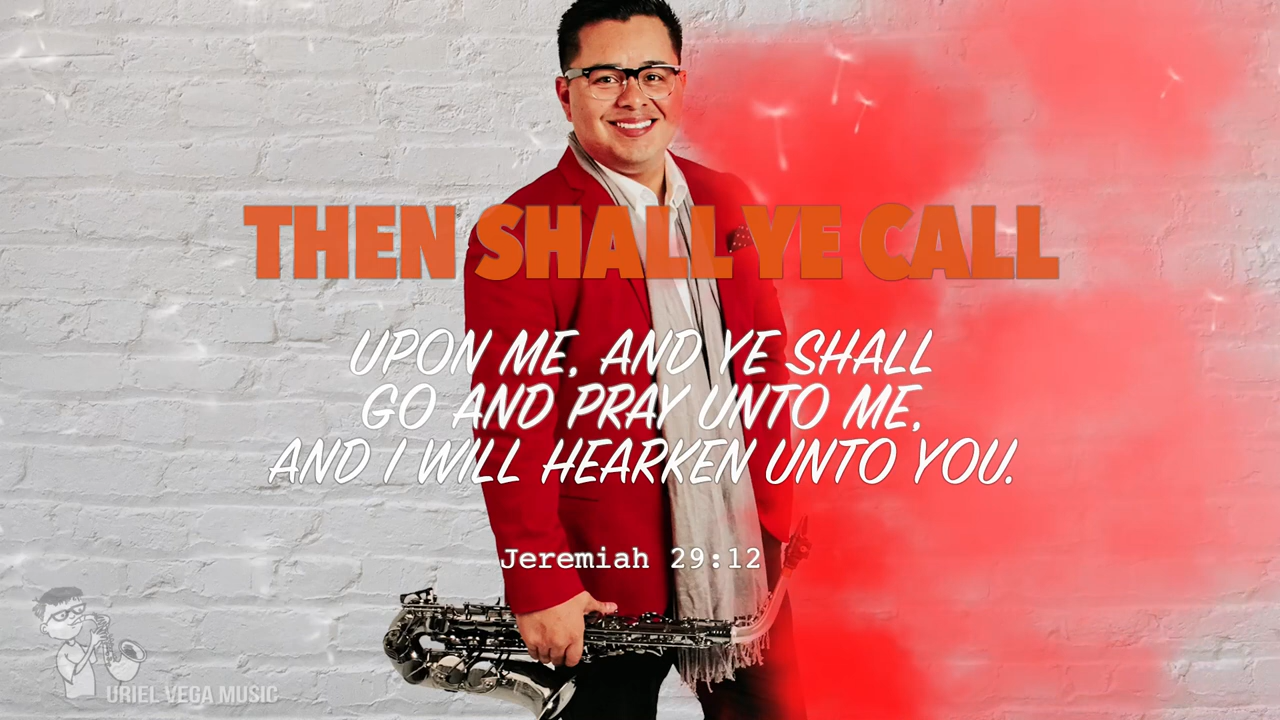 THEN SHALL YE CALL
UPON ME, AND YE SHALL
GO AND PRAY UNTO ME,
AND I WILL HEARKEN UNTO YOU.
Jeremiah 29:12
URIEL VEGA MUSIC